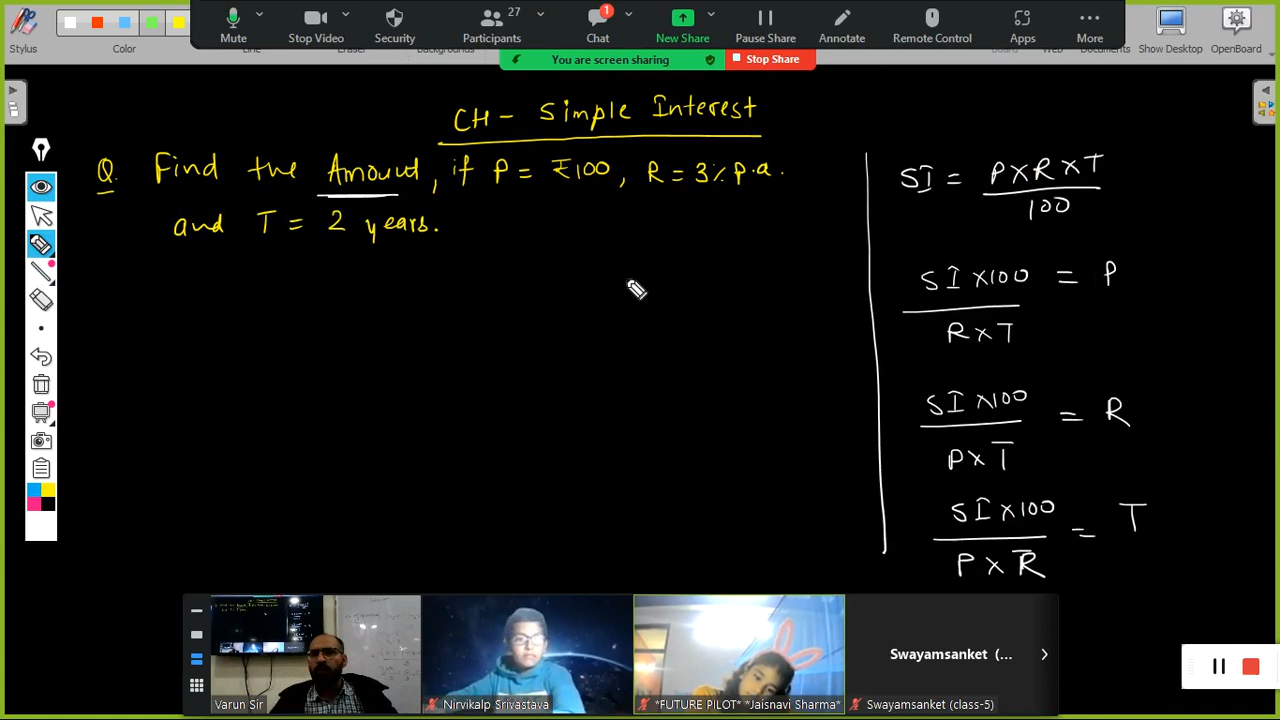 Mute
Stop Video
Security
27
Participants
1
Chat
New Share
Pause Share
Annotate
Remote Control
Apps
More
Stylus
Color
Show Desktop
OpenBoard
You are screen sharing
Stop Share
CH - Simple Interest
Q. Find the Amount, if P = ₹100, R = 3% p.a.
and T = 2 years.
SI = P×R×T
100
SI×100 = P
R×T
SI×100 = R
P×T
SI×100 = T
P×R
Varun Sir
Nirvikalp Srivastava
*FUTURE PILOT* *Jaisnavi Sharma*
Swayamsanket (...
Swayamsanket (class-5)